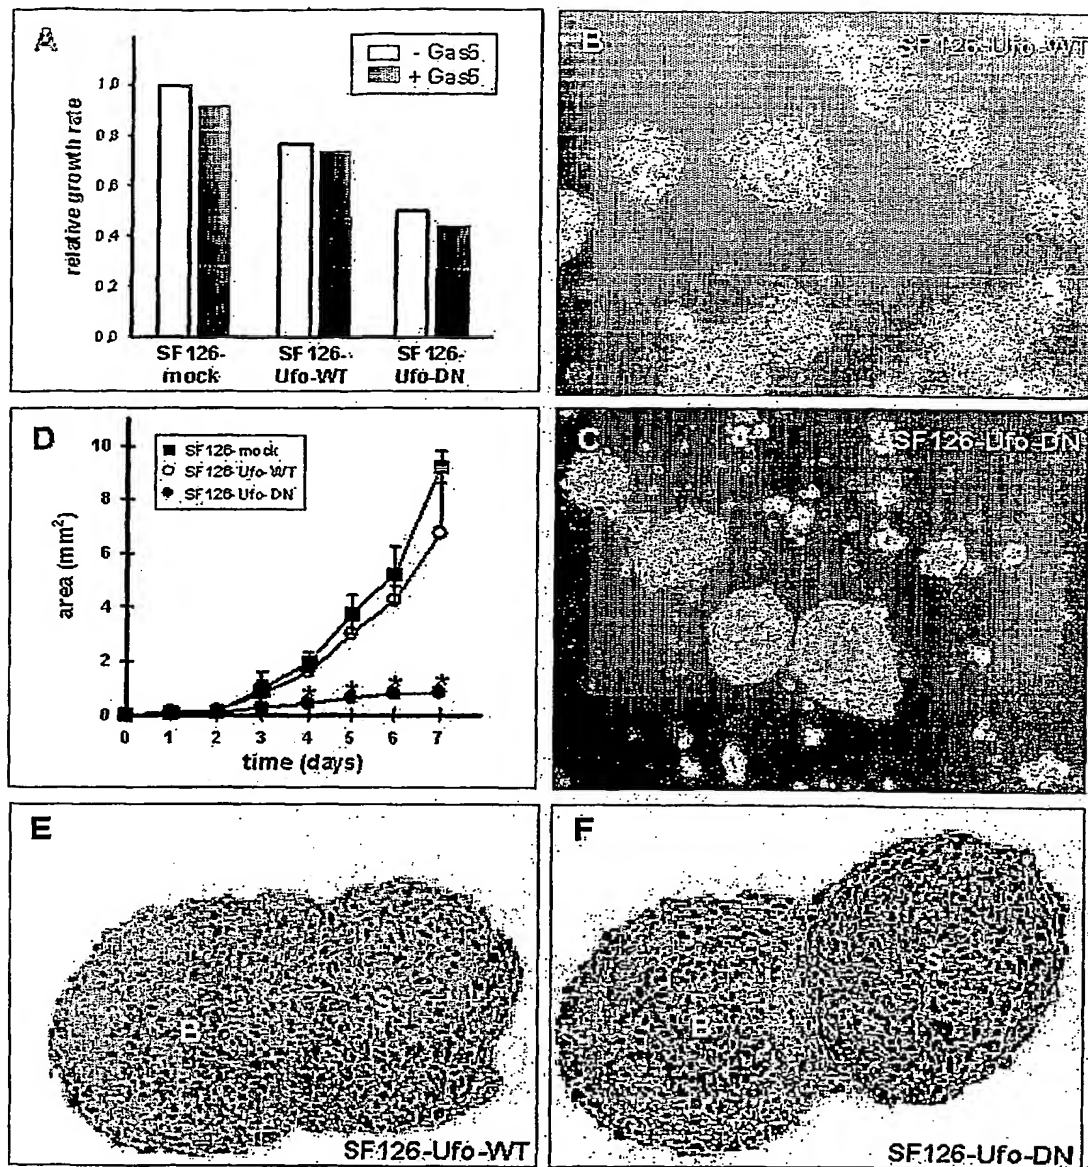 A
- Gas6
+ Gas6
relative growth rate
1.0
0.8
0.6
0.4
0.2
0.0
SF126-mock
SF126-Ufo-WT
SF126-Ufo-DN
B
SF126-Ufo-WT
D
SF126-mock
SF126-Ufo-WT
SF126-Ufo-DN
area (mm²)
10
8
6
4
2
0
* * * *
0 1 2 3 4 5 6 7
time (days)
C
SF126-Ufo-DN
E
B
S
SF126-Ufo-WT
F
B
S
SF126-Ufo-DN